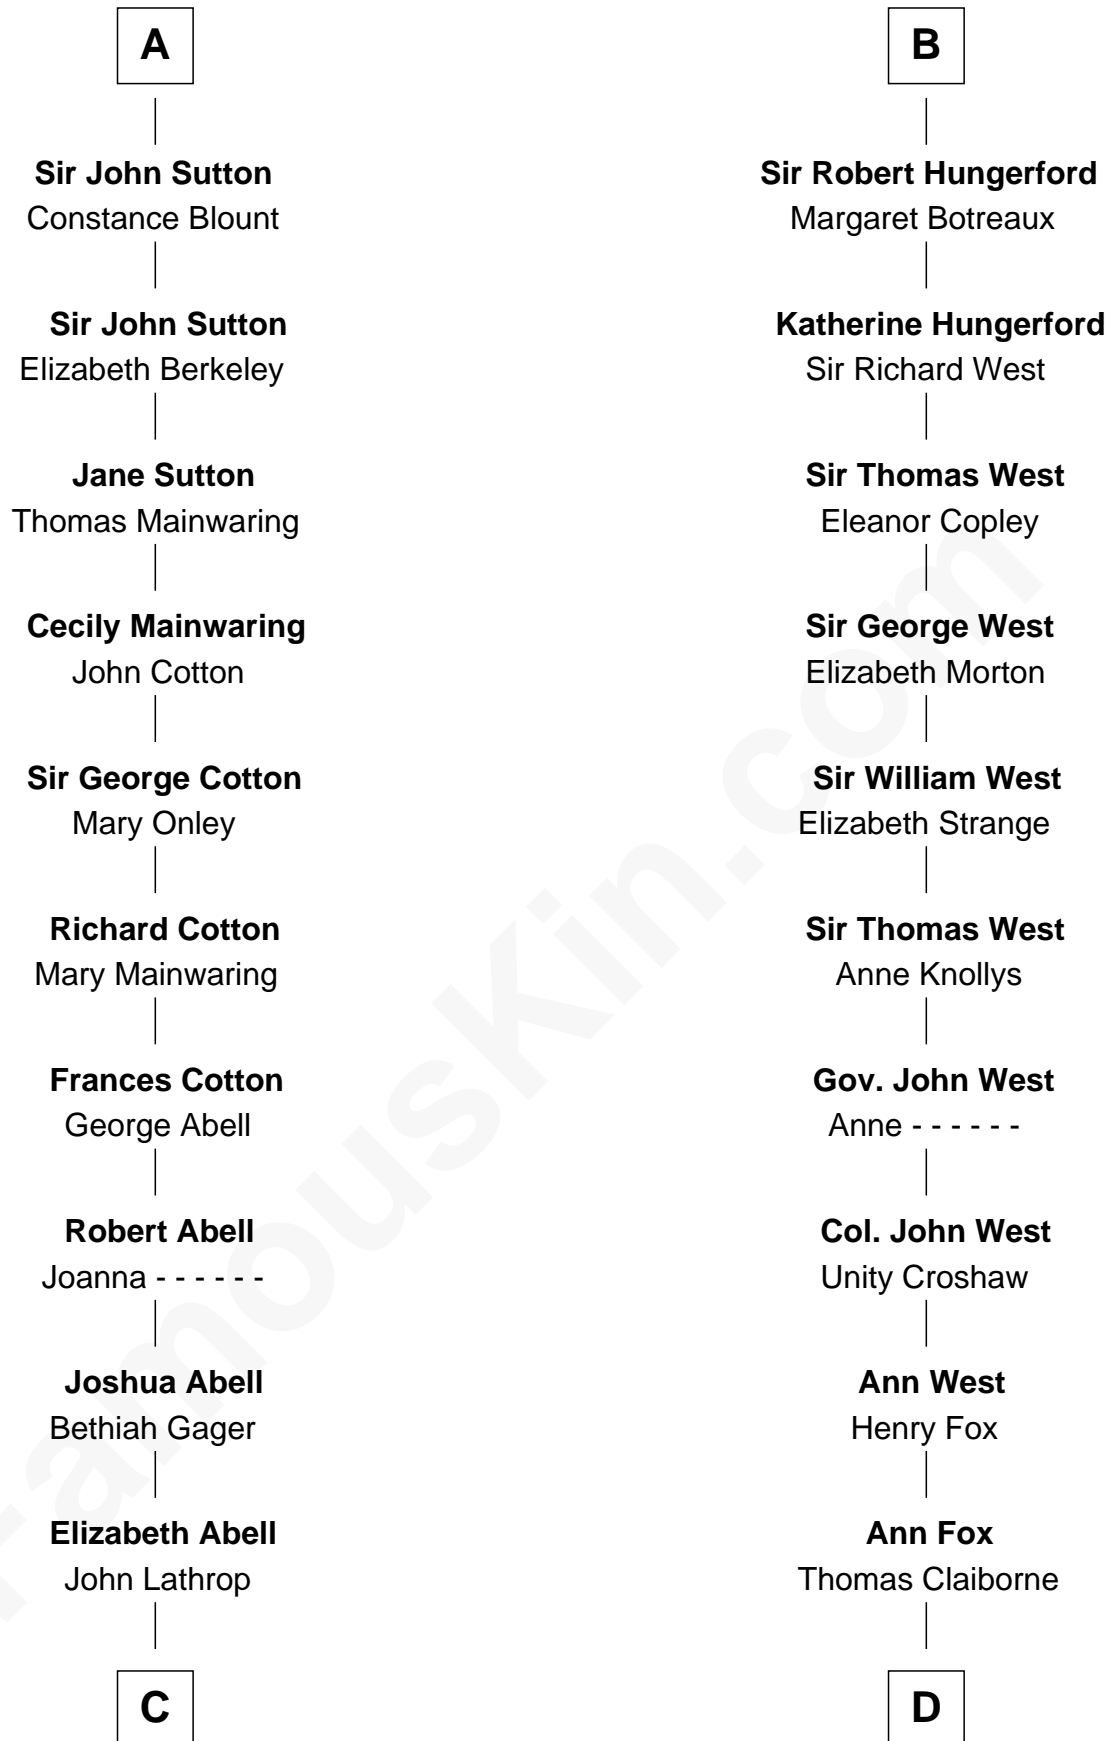 A
Sir John Sutton
Constance Blount
Sir John Sutton
Elizabeth Berkeley
Jane Sutton
Thomas Mainwaring
Cecily Mainwaring
John Cotton
Sir George Cotton
Mary Onley
Richard Cotton
Mary Mainwaring
Frances Cotton
George Abell
Robert Abell
Joanna - - - - - -
Joshua Abell
Bethiah Gager
Elizabeth Abell
John Lathrop
C
B
Sir Robert Hungerford
Margaret Botreaux
Katherine Hungerford
Sir Richard West
Sir Thomas West
Eleanor Copley
Sir George West
Elizabeth Morton
Sir William West
Elizabeth Strange
Sir Thomas West
Anne Knollys
Gov. John West
Anne - - - - - -
Col. John West
Unity Croshaw
Ann West
Henry Fox
Ann Fox
Thomas Claiborne
D
FamousKin.com